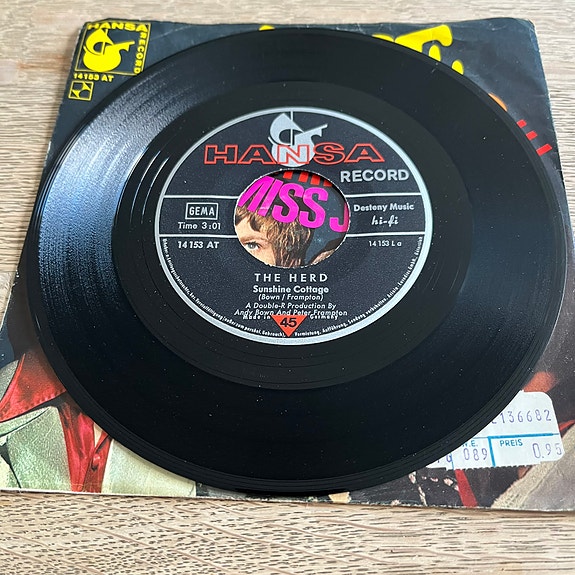 HANSA
RECORD
14153 AT
HANSA
RECORD
GEMA
Time 3:01
14 153 AT
MISS J
Desteny Music
hi-fi
14 153 L a
THE HERD
Sunshine Cottage
(Bown / Frampton)
A Double-R Production By
Andy Bown And Peter Frampton
Made in 45 Germany
!!!
136682
089
PREIS
0.95